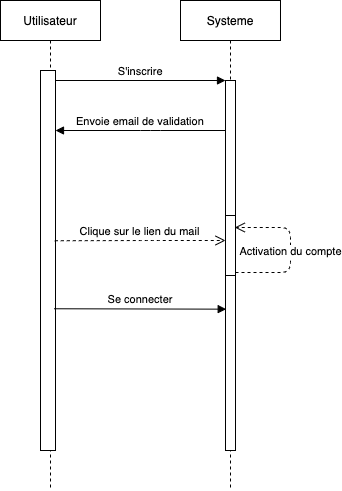 Utilisateur
Systeme
S'inscrire
Envoie email de validation
Clique sur le lien du mail
Activation du compte
Se connecter